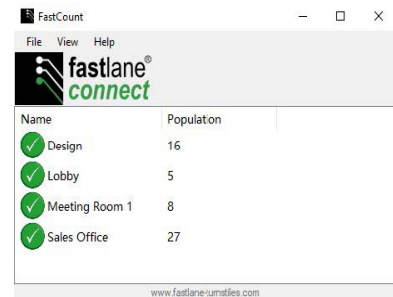 FastCount
File View Help
fastlane®
connect
Name Population
Design 16
Lobby 5
Meeting Room 1 8
Sales Office 27
www.fastlane-turnstiles.com